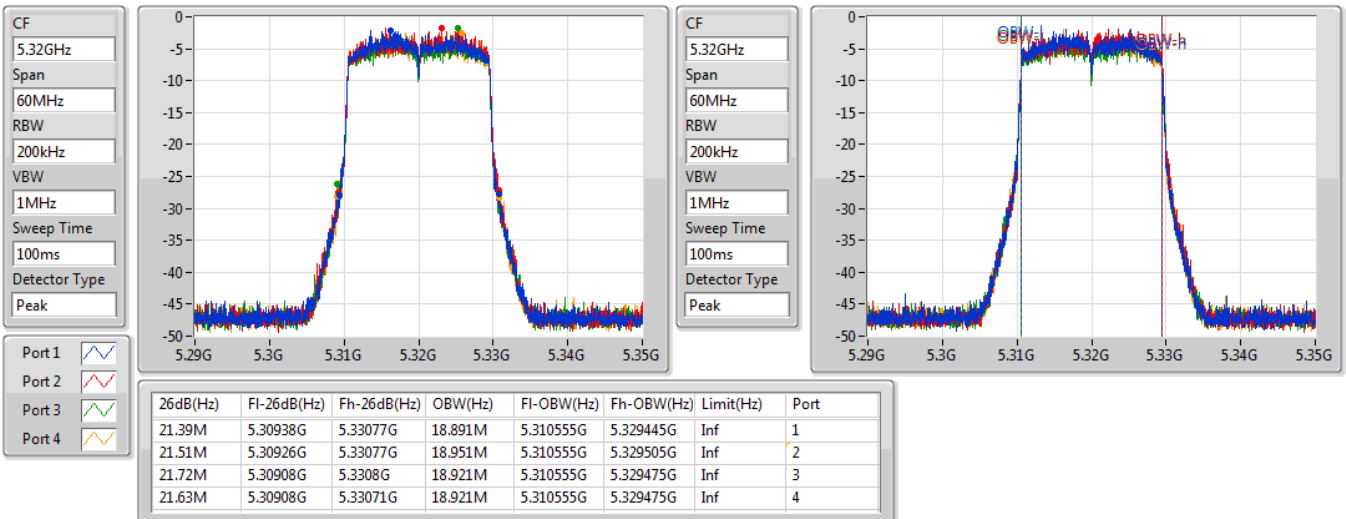 CF
5.32GHz
Span
60MHz
RBW
200kHz
VBW
1MHz
Sweep Time
100ms
Detector Type
Peak
0
-5
-10
-15
-20
-25
-30
-35
-40
-45
-50
5.29G 5.3G 5.31G 5.32G 5.33G 5.34G 5.35G
CF
5.32GHz
Span
60MHz
RBW
200kHz
VBW
1MHz
Sweep Time
100ms
Detector Type
Peak
0
-5
-10
-15
-20
-25
-30
-35
-40
-45
-50
OBW-l
OBW-h
5.29G 5.3G 5.31G 5.32G 5.33G 5.34G 5.35G
Port 1
Port 2
Port 3
Port 4
26dB(Hz) Fl-26dB(Hz) Fh-26dB(Hz) OBW(Hz) Fl-OBW(Hz) Fh-OBW(Hz) Limit(Hz) Port
21.39M 5.30938G 5.33077G 18.891M 5.310555G 5.329445G Inf 1
21.51M 5.30926G 5.33077G 18.951M 5.310555G 5.329505G Inf 2
21.72M 5.30908G 5.3308G 18.921M 5.310555G 5.329475G Inf 3
21.63M 5.30908G 5.33071G 18.921M 5.310555G 5.329475G Inf 4